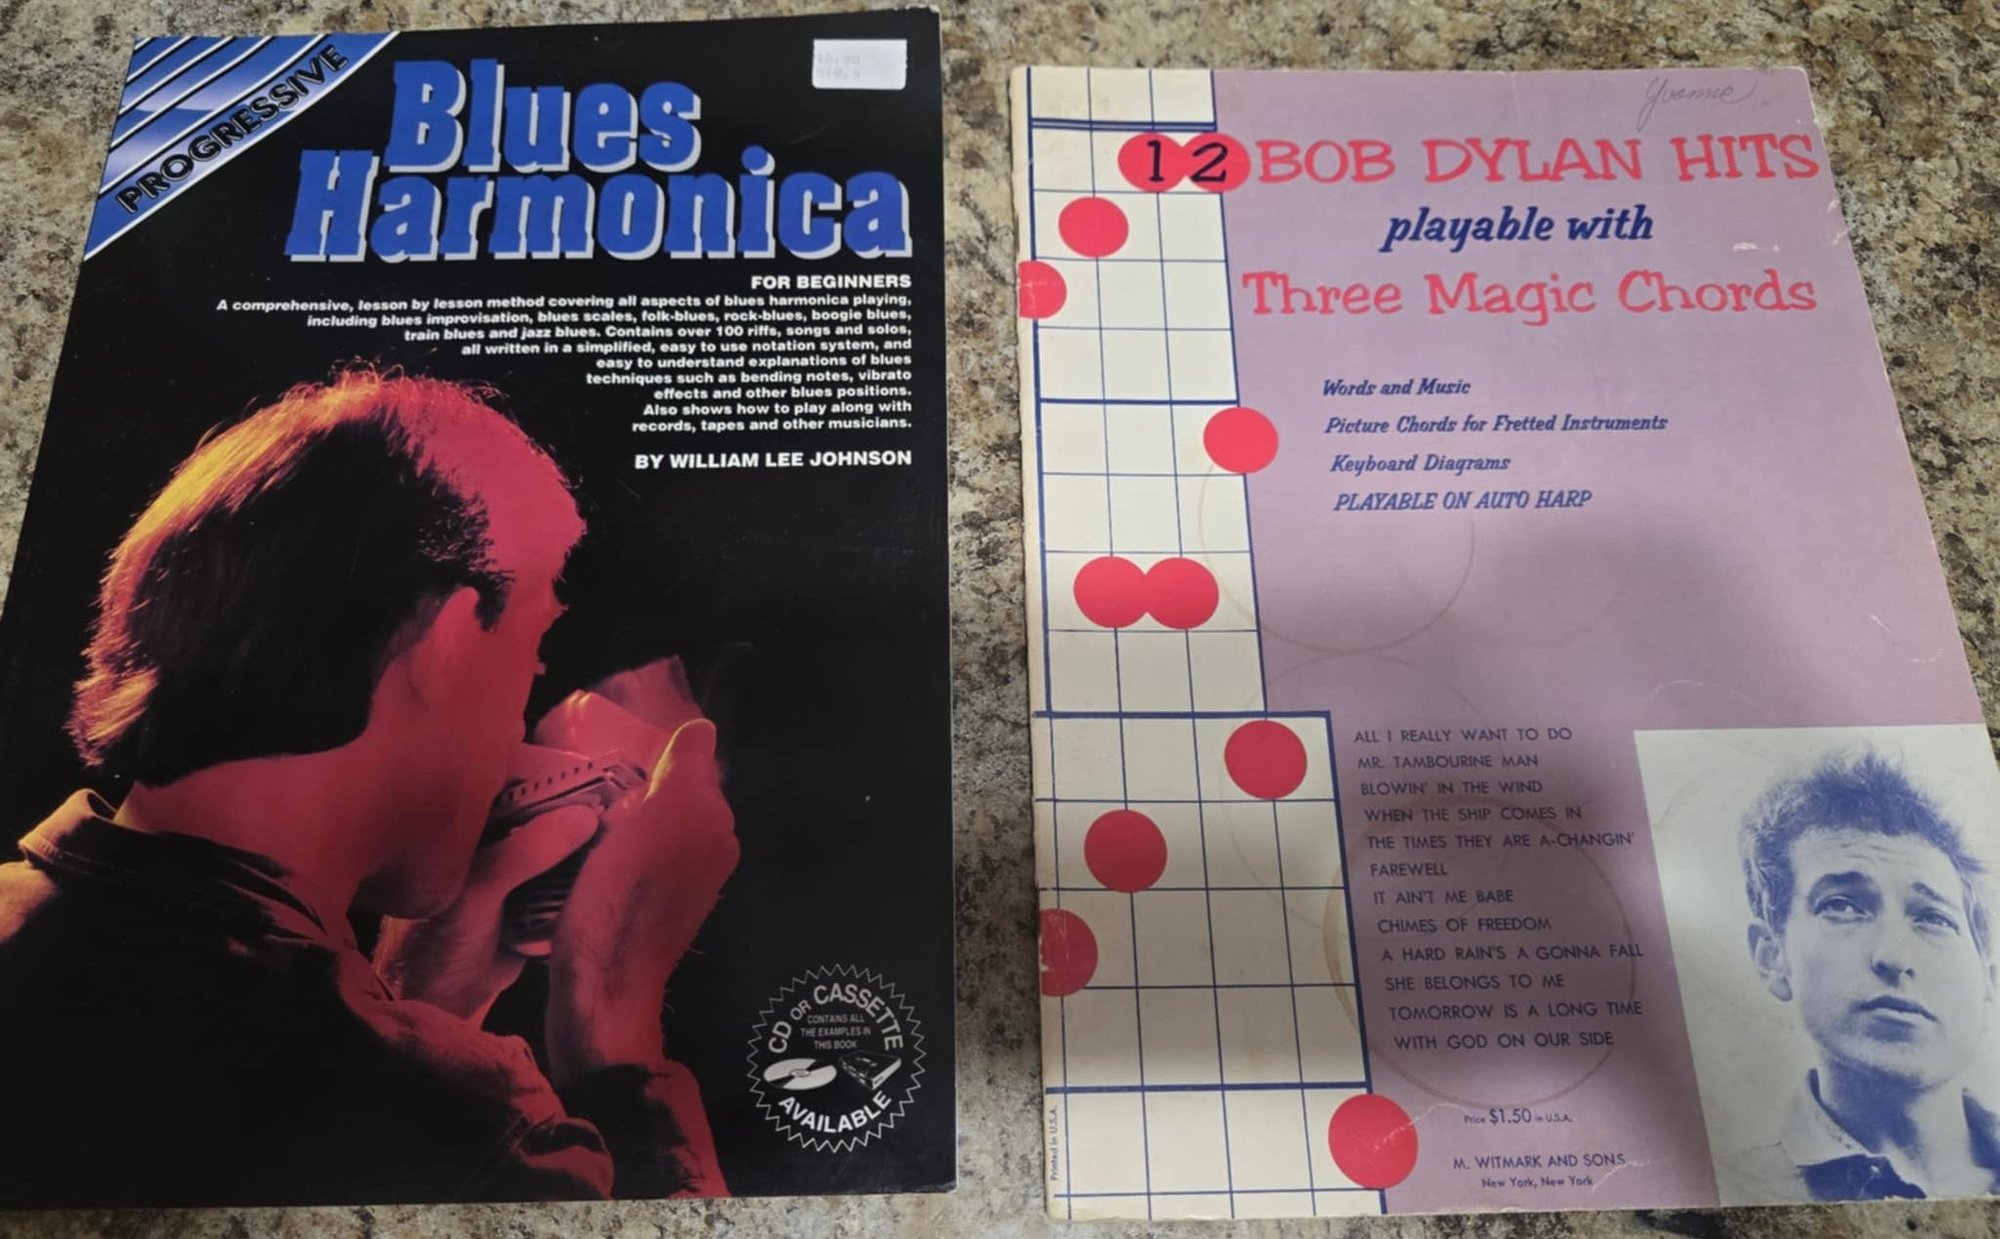 PROGRESSIVE
Blues
Harmonica
FOR BEGINNERS
A comprehensive, lesson by lesson method covering all aspects of blues harmonica playing,
including blues improvisation, blues scales, folk-blues, rock-blues, boogie blues,
train blues and jazz blues. Contains over 100 riffs, songs and solos,
all written in a simplified, easy to use notation system, and
easy to understand explanations of blues
techniques such as bending notes, vibrato
effects and other blues positions.
Also shows how to play along with
records, tapes and other musicians.
BY WILLIAM LEE JOHNSON
CD OR CASSETTE
CONTAINS ALL
THE EXAMPLES IN
THIS BOOK
AVAILABLE
Yvonne
12 BOB DYLAN HITS
playable with
Three Magic Chords
Words and Music
Picture Chords for Fretted Instruments
Keyboard Diagrams
PLAYABLE ON AUTO HARP
ALL I REALLY WANT TO DO
MR. TAMBOURINE MAN
BLOWIN' IN THE WIND
WHEN THE SHIP COMES IN
THE TIMES THEY ARE A-CHANGIN'
FAREWELL
IT AIN'T ME BABE
CHIMES OF FREEDOM
A HARD RAIN'S A GONNA FALL
SHE BELONGS TO ME
TOMORROW IS A LONG TIME
WITH GOD ON OUR SIDE
Price $1.50 in U.S.A.
M. WITMARK AND SONS
New York, New York
Printed in U.S.A.